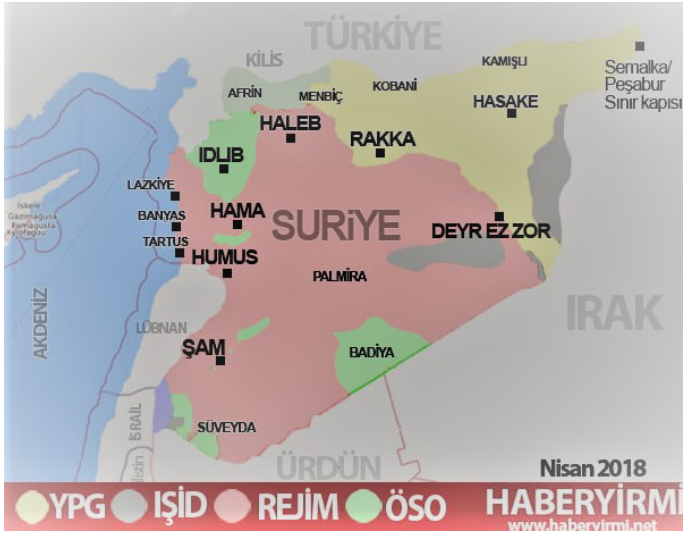 TÜRKİYE
KİLİS
KAMIŞLI
KOBANİ
AFRİN
MENBİÇ
Semalka/
Peşabur
Sınır kapısı
HASAKE
HALEB
RAKKA
IDLIB
LAZKİYE
İskele
Gazimağusa
Famagusta
Xylofagou
BANYAS
HAMA
SURİYE
DEYR EZ ZOR
TARTUS
HUMUS
PALMİRA
AKDENİZ
LÜBNAN
IRAK
ŞAM
BADİYA
İSRAİL
SÜVEYDA
ÜRDÜN
Nisan 2018
YPG IŞİD REJİM ÖSO
HABERYİRMİ
www.haberyirmi.net